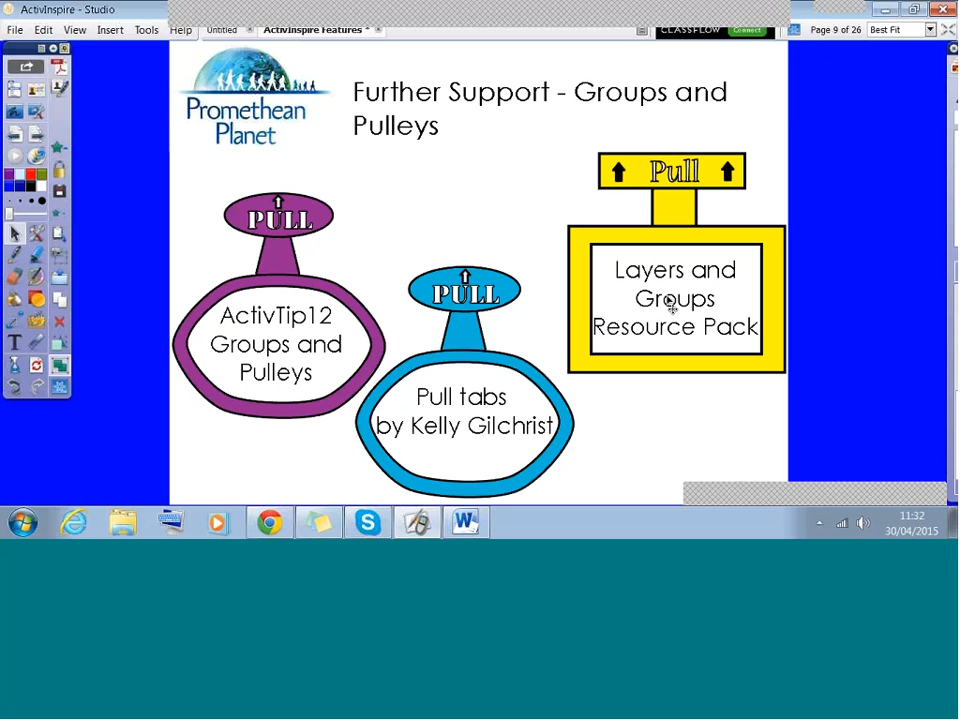 ActivInspire - Studio
File Edit View Insert Tools Help
Untitled
ActivInspire Features *
CLASSFLOW
Connect
Page 9 of 26
Best Fit
Promethean
Planet
Further Support - Groups and
Pulleys
PULL
ActivTip12
Groups and
Pulleys
PULL
Pull tabs
by Kelly Gilchrist
Pull
Layers and
Groups
Resource Pack
11:32
30/04/2015